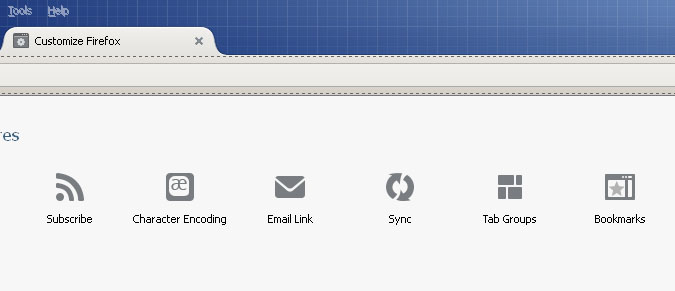 Tools Help
Customize Firefox
res
æ
Subscribe Character Encoding Email Link Sync Tab Groups Bookmarks